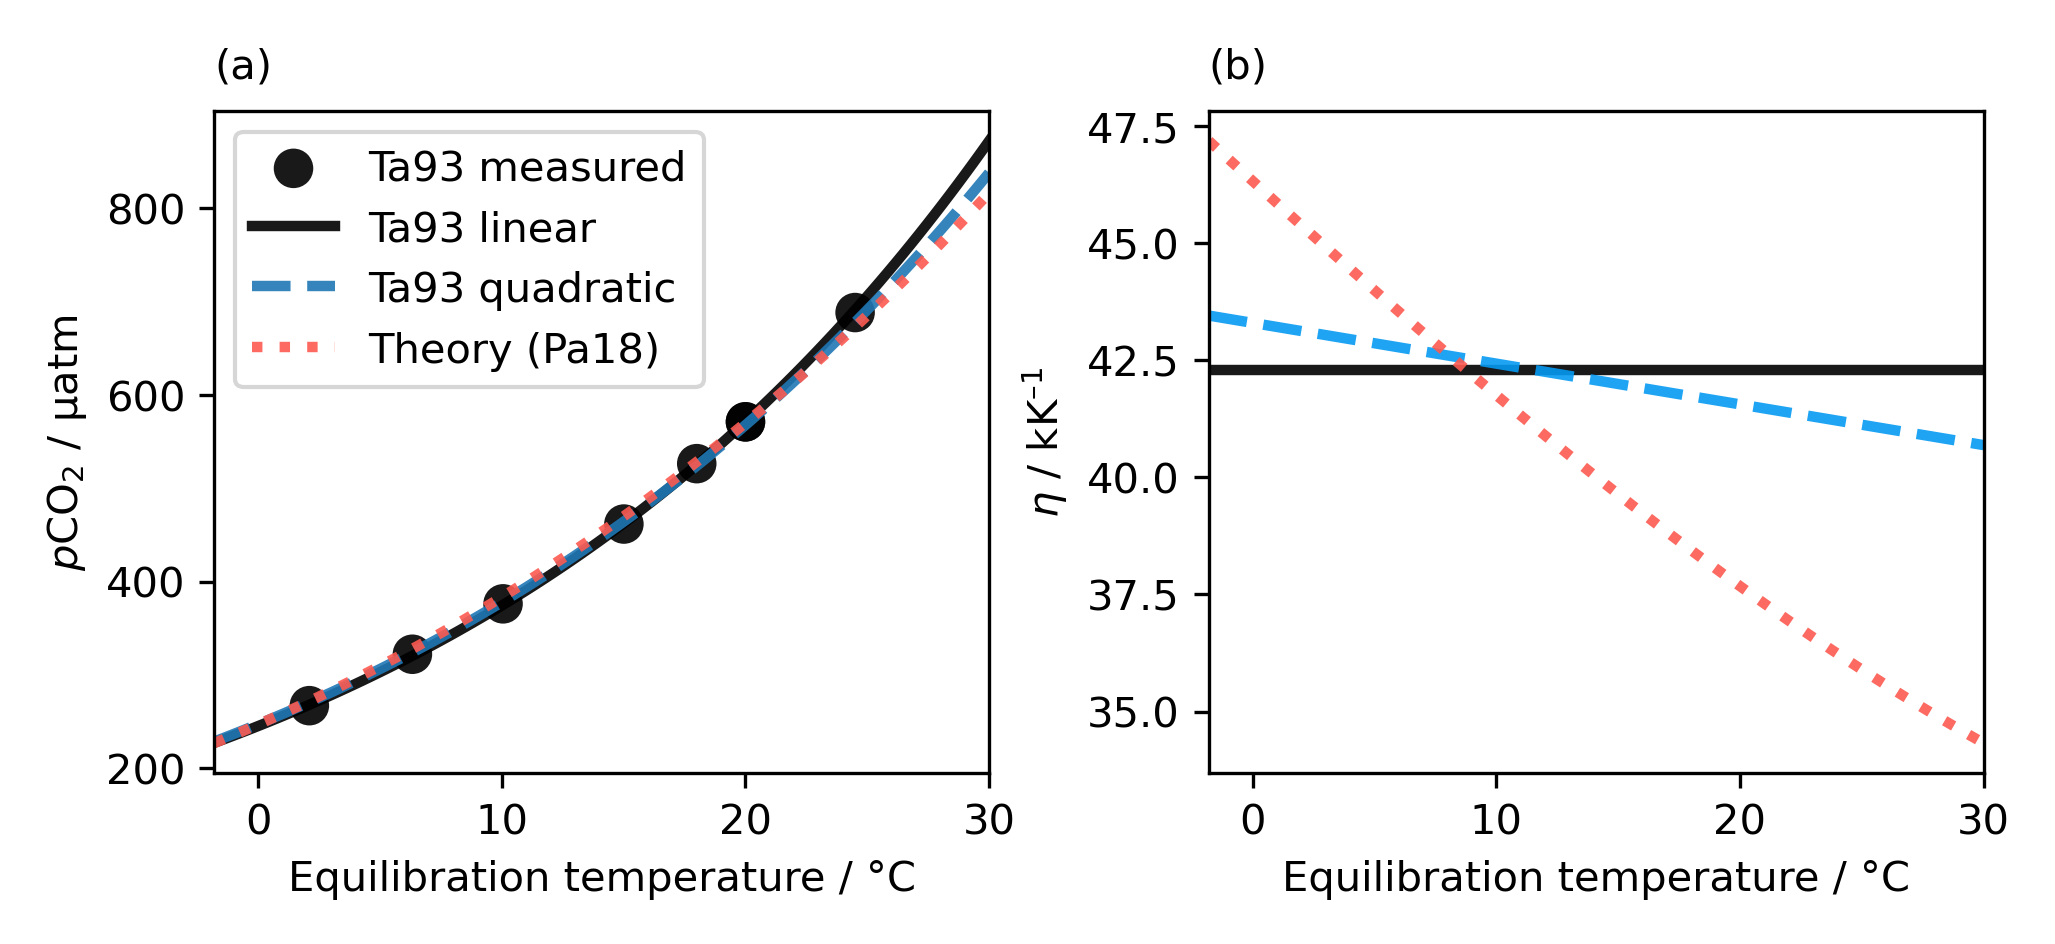 (a)
Ta93 measured
Ta93 linear
Ta93 quadratic
Theory (Pa18)
800
600
400
200
pCO₂ / µatm
0 10 20 30
Equilibration temperature / °C
(b)
47.5
45.0
42.5
40.0
37.5
35.0
η / kK⁻¹
0 10 20 30
Equilibration temperature / °C